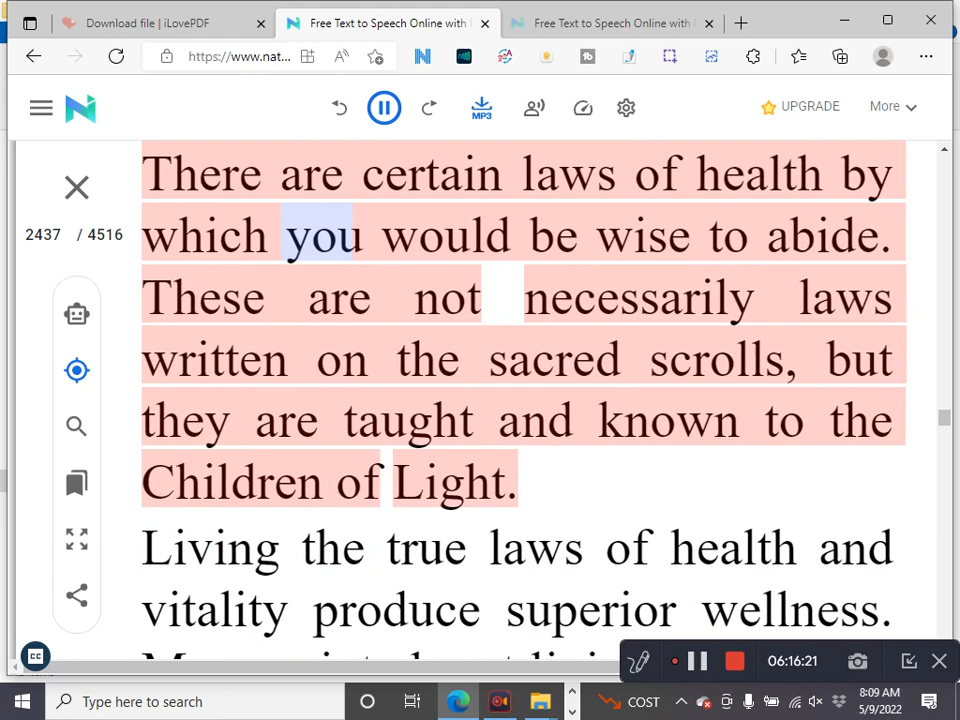 Download file | iLovePDF
Free Text to Speech Online with
Free Text to Speech Online with
https://www.nat...
MP3
UPGRADE
More
2437 / 4516
There are certain laws of health by
which you would be wise to abide.
These are not necessarily laws
written on the sacred scrolls, but
they are taught and known to the
Children of Light.
Living the true laws of health and
vitality produce superior wellness.
CC
06:16:21
Type here to search
COST
8:09 AM
5/9/2022